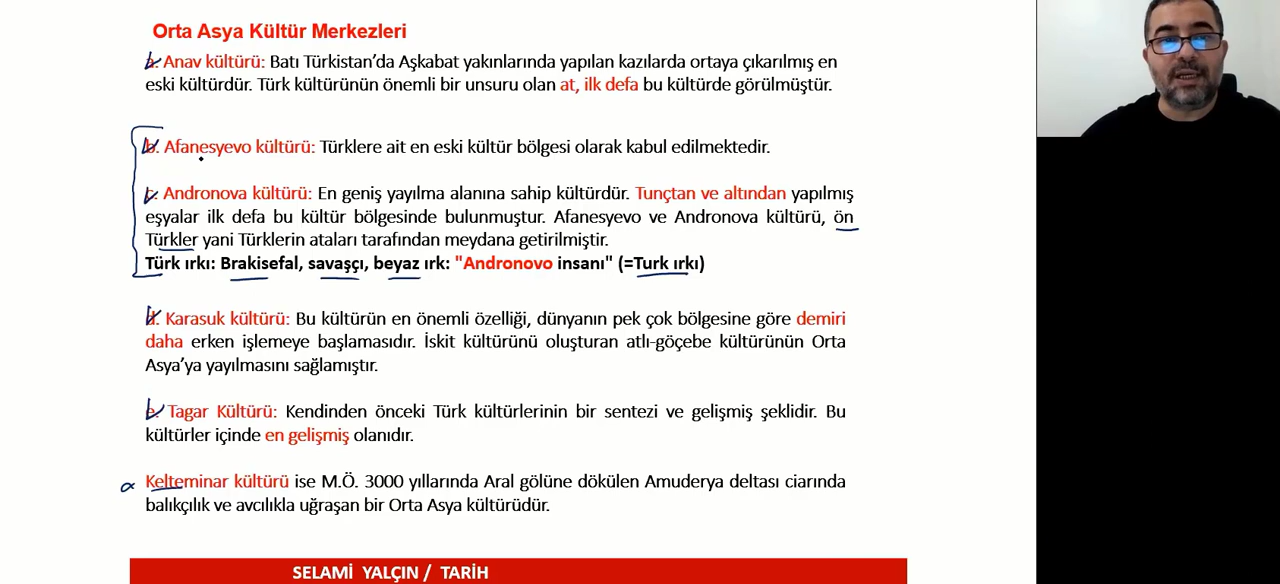 Orta Asya Kültür Merkezleri
a. Anav kültürü: Batı Türkistan’da Aşkabat yakınlarında yapılan kazılarda ortaya çıkarılmış en
eski kültürdür. Türk kültürünün önemli bir unsuru olan at, ilk defa bu kültürde görülmüştür.
b. Afanesyevo kültürü: Türklere ait en eski kültür bölgesi olarak kabul edilmektedir.
c. Andronova kültürü: En geniş yayılma alanına sahip kültürdür. Tunçtan ve altından yapılmış
eşyalar ilk defa bu kültür bölgesinde bulunmuştur. Afanesyevo ve Andronova kültürü, ön
Türkler yani Türklerin ataları tarafından meydana getirilmiştir.
Türk ırkı: Brakisefal, savaşçı, beyaz ırk: "Andronovo insanı" (=Turk ırkı)
d. Karasuk kültürü: Bu kültürün en önemli özelliği, dünyanın pek çok bölgesine göre demiri
daha erken işlemeye başlamasıdır. İskit kültürünü oluşturan atlı-göçebe kültürünün Orta
Asya’ya yayılmasını sağlamıştır.
e. Tagar Kültürü: Kendinden önceki Türk kültürlerinin bir sentezi ve gelişmiş şeklidir. Bu
kültürler içinde en gelişmiş olanıdır.
Kelteminar kültürü ise M.Ö. 3000 yıllarında Aral gölüne dökülen Amuderya deltası ciarında
balıkçılık ve avcılıkla uğraşan bir Orta Asya kültürüdür.
SELAMİ YALÇIN / TARİH